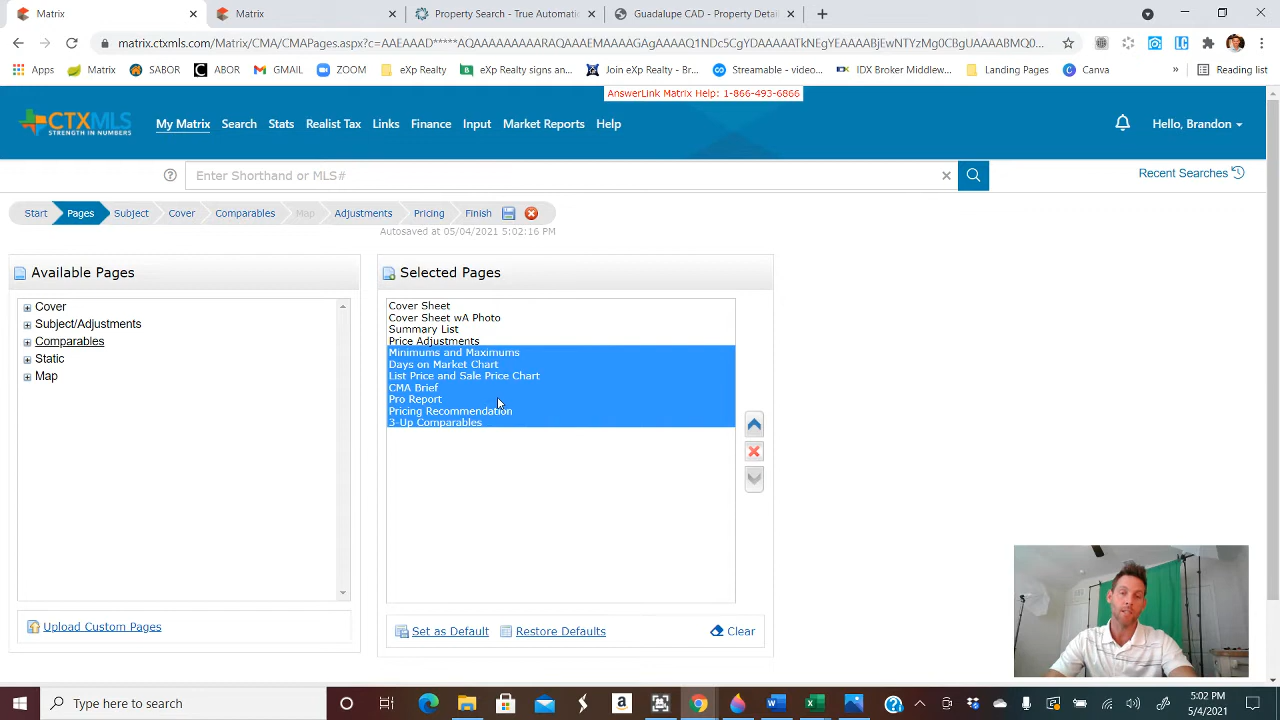 Matrix
Matrix
Property Search - True Automatic
Guadalupe CAD - Property Detail
matrix.ctxmls.com/Matrix/CMA/CMAPages.aspx?c=
Apps
Matrix
SABOR
ABOR
GMAIL
ZOOM
eXp Realty
eXp Realty signs an...
Join eXp Realty - Br...
Streamable - video...
IDX Broker Middlew...
Landing Pages
Canva
»
Reading list
AnswerLink Matrix Help: 1-866-493-6866
CTXMLS
STRENGTH IN NUMBERS
My Matrix
Search
Stats
Realist Tax
Links
Finance
Input
Market Reports
Help
Hello, Brandon
Enter Shorthand or MLS#
Recent Searches
Start
Pages
Subject
Cover
Comparables
Map
Adjustments
Pricing
Finish
Autosaved at 05/04/2021 5:02:16 PM
Available Pages
Cover
Subject/Adjustments
Comparables
Static
Map
Upload Custom Pages
Selected Pages
Cover Sheet
Cover Sheet wA Photo
Summary List
Price Adjustments
Minimums and Maximums
Days on Market Chart
List Price and Sale Price Chart
CMA Brief
Pro Report
Pricing Recommendation
3-Up Comparables
Set as Default
Restore Defaults
Clear
Type here to search
5:02 PM
5/4/2021